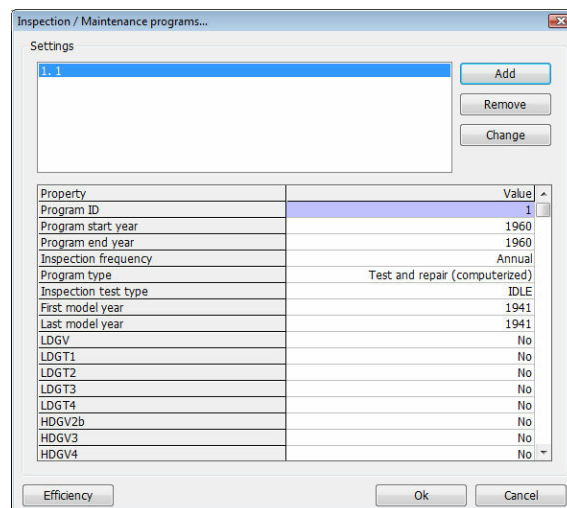 Inspection / Maintenance programs...
Settings
1. 1
Add
Remove
Change
Property Value
Program ID 1
Program start year 1960
Program end year 1960
Inspection frequency Annual
Program type Test and repair (computerized)
Inspection test type IDLE
First model year 1941
Last model year 1941
LDGV No
LDGT1 No
LDGT2 No
LDGT3 No
LDGT4 No
HDGV2b No
HDGV3 No
HDGV4 No
Efficiency Ok Cancel